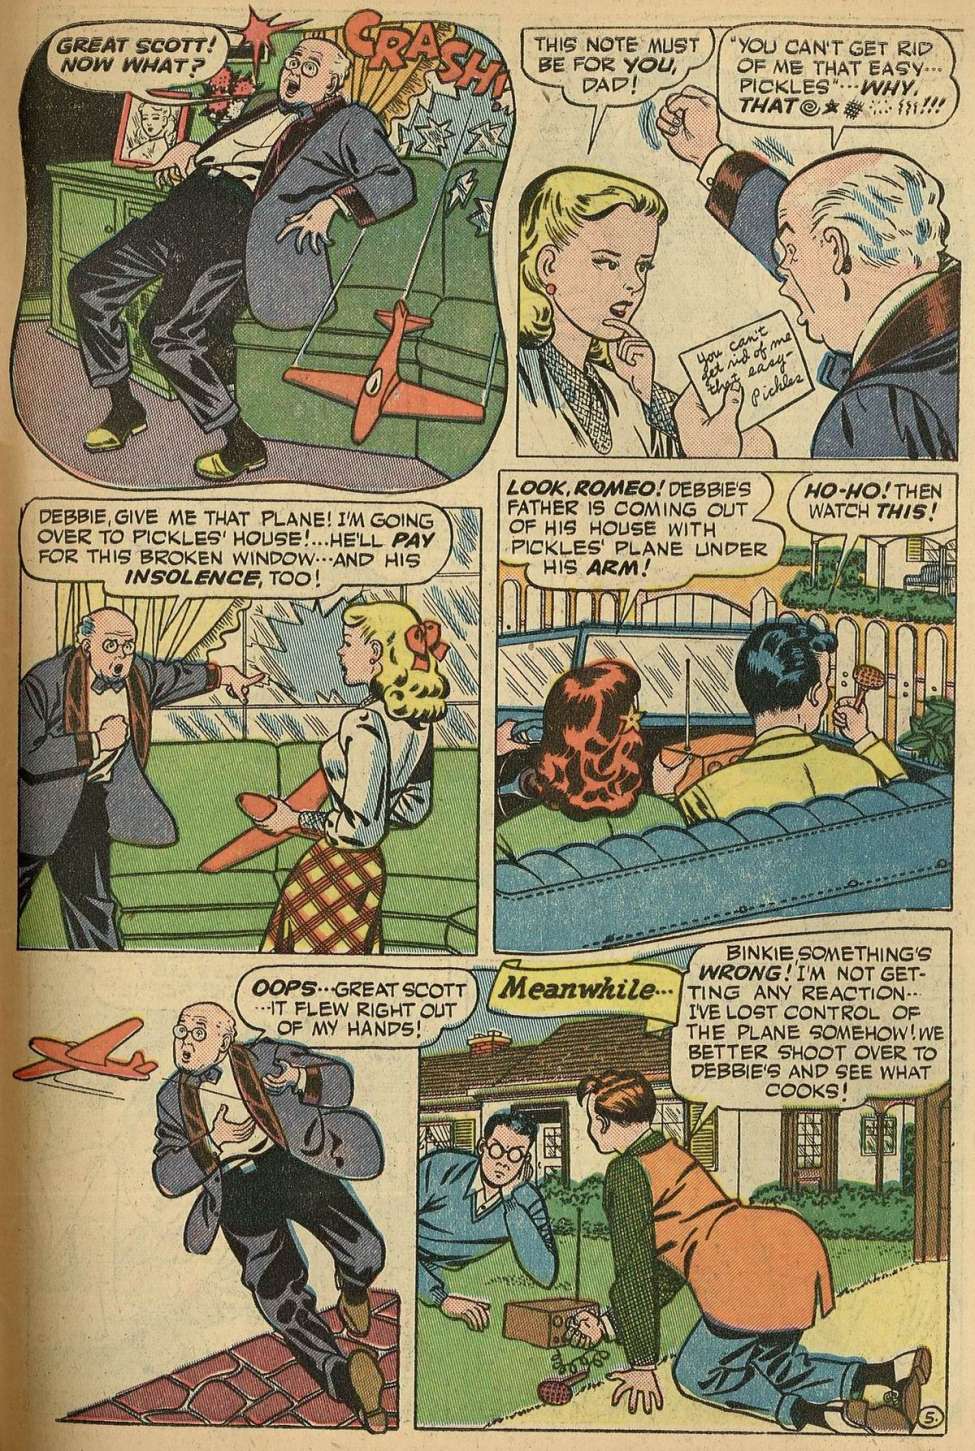 GREAT SCOTT!
NOW WHAT?
CRASH!
THIS NOTE MUST
BE FOR YOU,
DAD!
"YOU CAN'T GET RID
OF ME THAT EASY...
PICKLES"...WHY,
THAT @★#∴⸬!!!
You can't
get rid of me
that easy-
Pickles
DEBBIE, GIVE ME THAT PLANE! I'M GOING
OVER TO PICKLES' HOUSE!...HE'LL PAY
FOR THIS BROKEN WINDOW...AND HIS
INSOLENCE, TOO!
LOOK, ROMEO! DEBBIE'S
FATHER IS COMING OUT
OF HIS HOUSE WITH
PICKLES' PLANE UNDER
HIS ARM!
HO-HO! THEN
WATCH THIS!
OOPS...GREAT SCOTT
...IT FLEW RIGHT OUT
OF MY HANDS!
Meanwhile...
BINKIE, SOMETHING'S
WRONG! I'M NOT GET-
TING ANY REACTION...
I'VE LOST CONTROL OF
THE PLANE SOMEHOW! WE
BETTER SHOOT OVER TO
DEBBIE'S AND SEE WHAT
COOKS!
5.